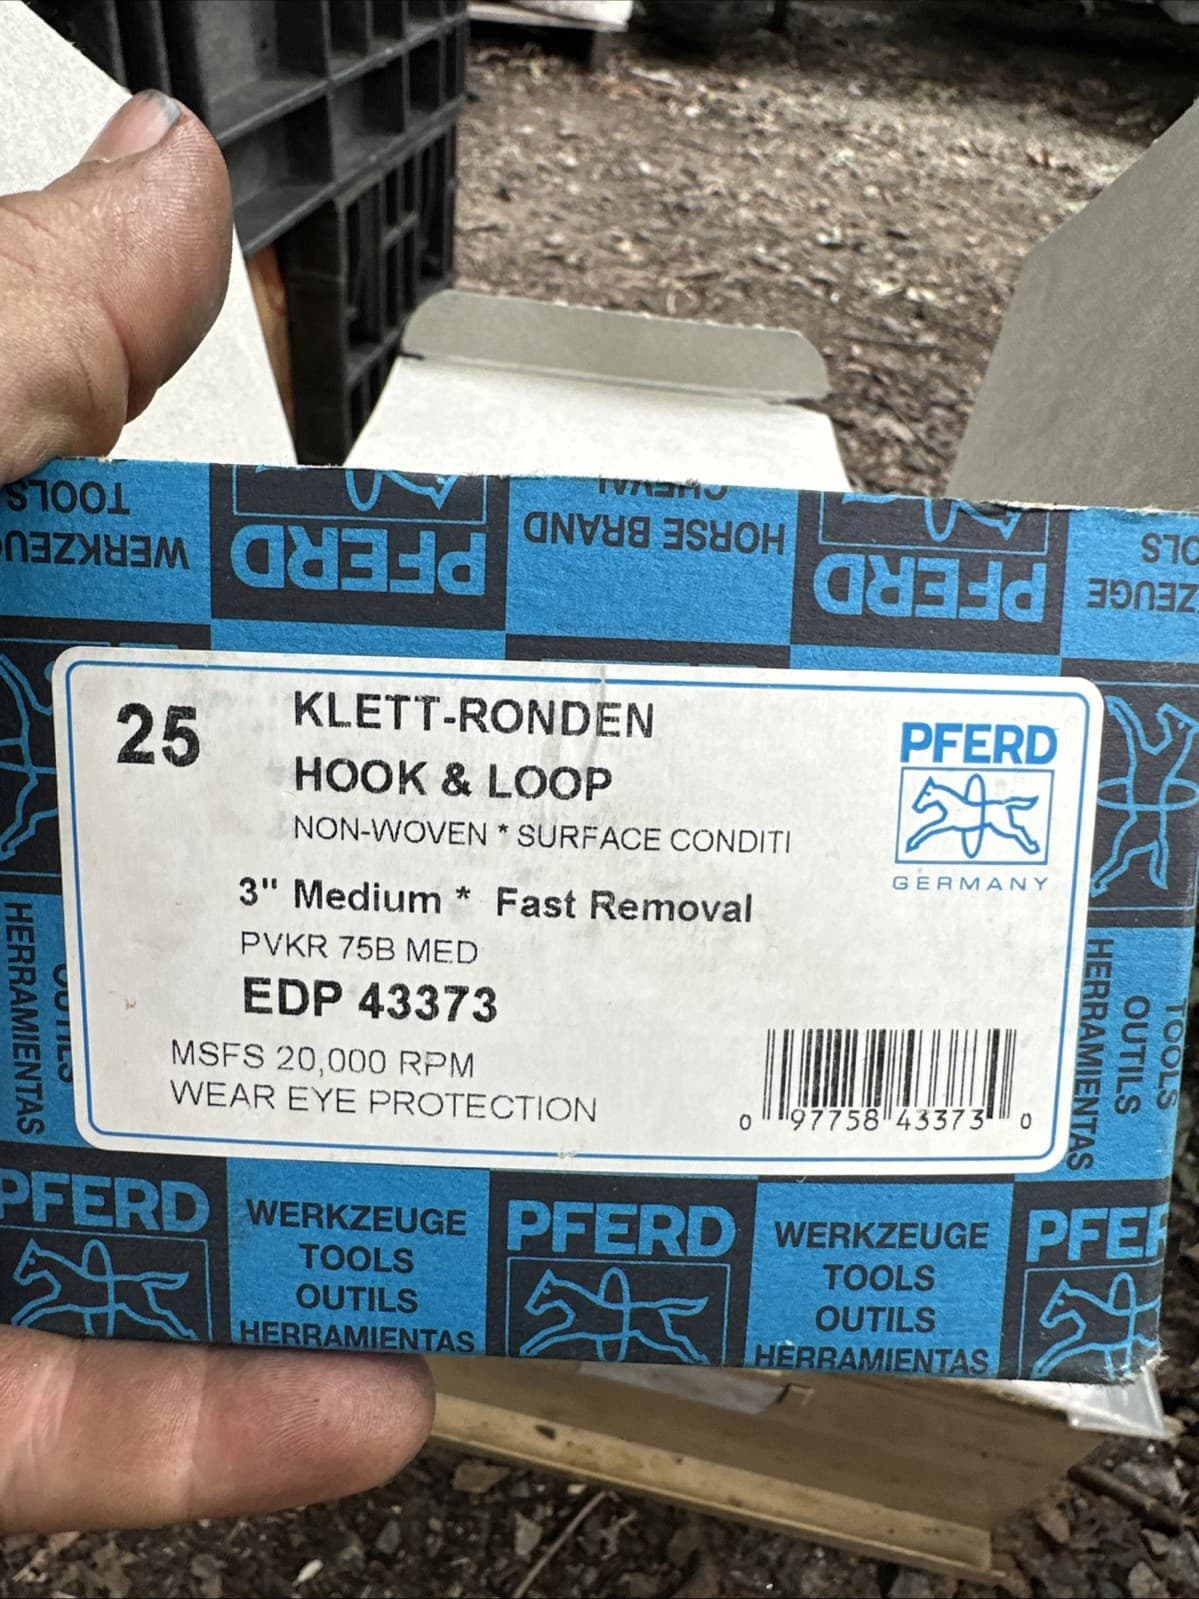 TOOLS
WERKZEUGE
PFERD
CHEVAL
HORSE BRAND
PFERD
25
KLETT-RONDEN
HOOK & LOOP
NON-WOVEN * SURFACE CONDITI
3" Medium * Fast Removal
PVKR 75B MED
EDP 43373
MSFS 20,000 RPM
WEAR EYE PROTECTION
PFERD
GERMANY
0 97758 43373 0
OUTILS
HERRAMIENTAS
TOOLS
OUTILS
HERRAMIENTAS
PFERD
WERKZEUGE
TOOLS
OUTILS
HERRAMIENTAS
PFERD
WERKZEUGE
TOOLS
OUTILS
HERRAMIENTAS